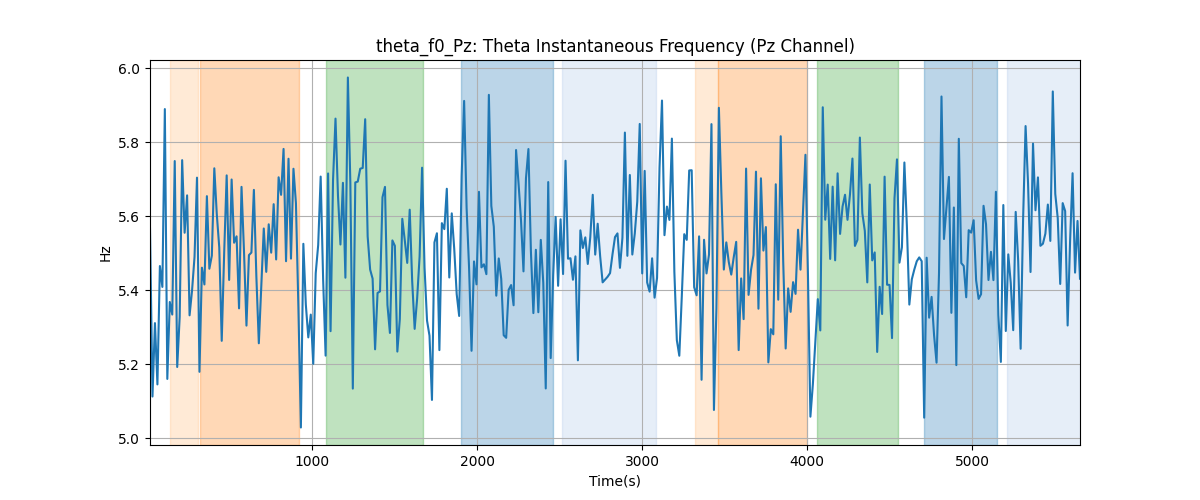 theta_f0_Pz: Theta Instantaneous Frequency (Pz Channel)
6.0
5.8
5.6
5.4
5.2
5.0
Hz
1000 2000 3000 4000 5000
Time(s)